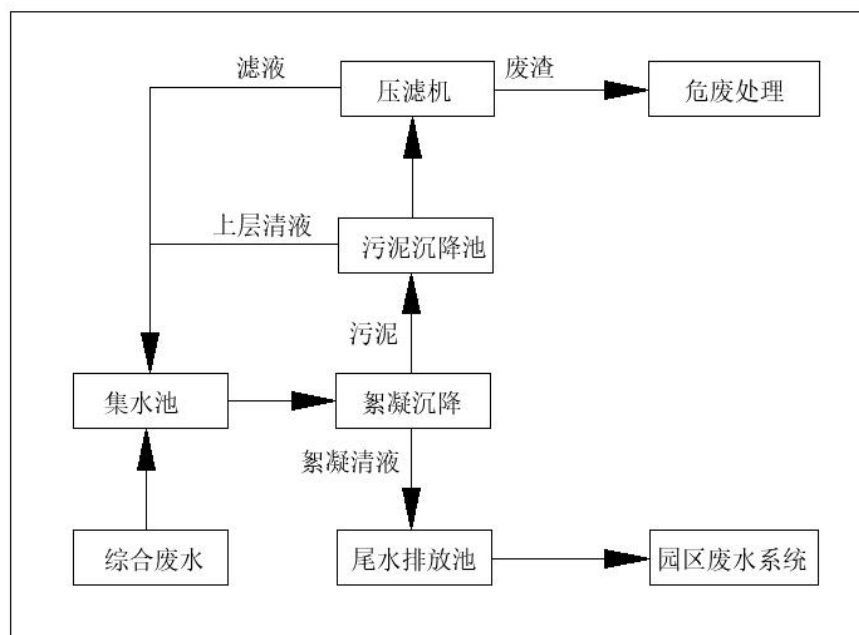 滤液
压滤机
废渣
危废处理
上层清液
污泥沉降池
污泥
集水池
絮凝沉降
絮凝清液
综合废水
尾水排放池
园区废水系统